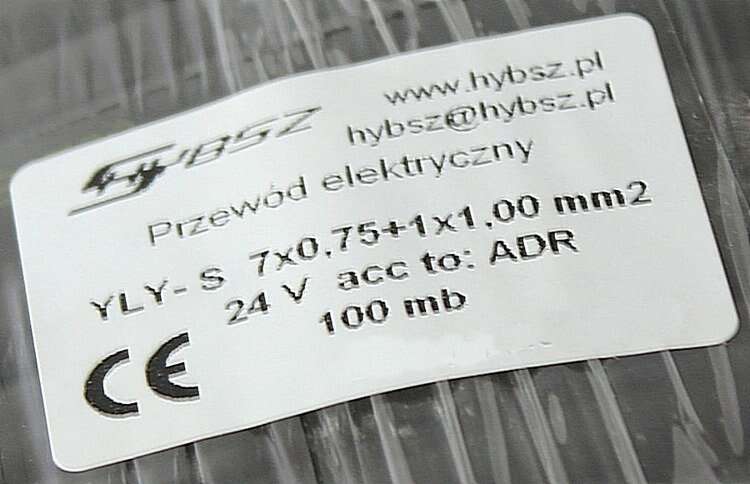 HYBSZ
www.hybsz.pl
hybsz@hybsz.pl
Przewód elektryczny
YLY-S 7x0,75+1x1,00 mm2
24 V acc to: ADR
100 mb
CE